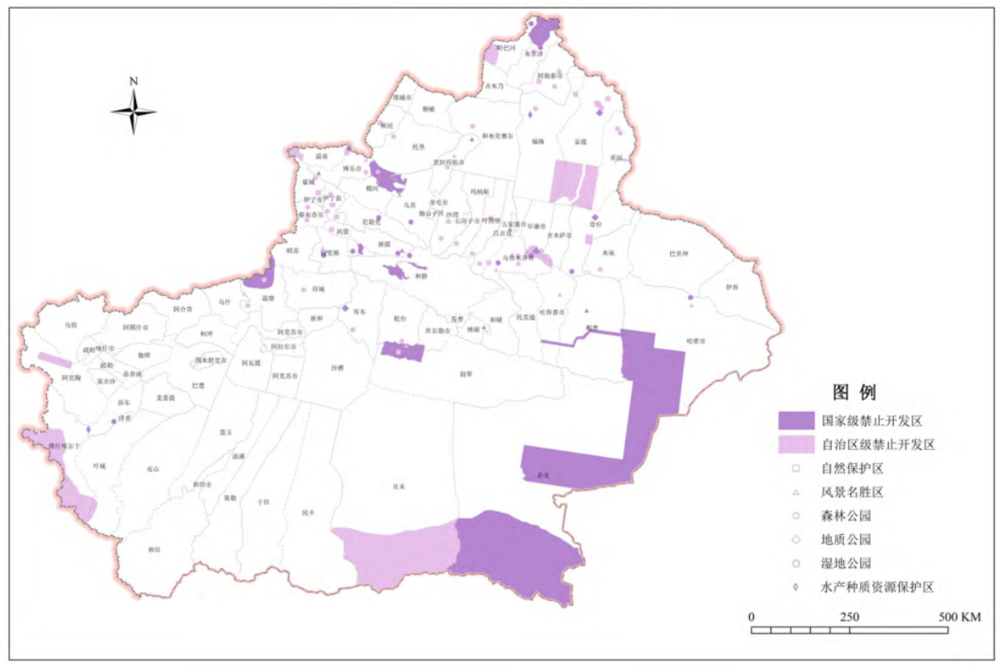 N
哈巴河
布尔津
阿勒泰市
吉木乃
塔城市
额敏
裕民
和布克赛尔
福海
富蕴
托里
青河
克拉玛依市
温泉
博乐市
霍城
精河
玛纳斯
伊宁市
伊宁县
乌苏
奎屯市
独山子区
沙湾
察布查尔
尼勒克
石河子市
呼图壁
五家渠市
阜康市
奇台
昌吉市
吉木萨尔
巩留
昭苏
特克斯
新源
乌鲁木齐市
木垒
巴里坤
和静
伊吾
拜城
温宿
乌什
阿合奇
乌恰
阿图什市
柯坪
新和
库车
轮台
焉耆
和硕
托克逊
吐鲁番市
鄯善
阿克苏市
库尔勒市
博湖
哈密市
疏附
喀什市
伽师
阿拉尔市
疏勒
图木舒克市
阿瓦提
沙雅
阿克陶
英吉沙
岳普湖
阿克苏市
尉犁
巴楚
莎车
麦盖提
泽普
塔什库尔干
墨玉
叶城
皮山
洛浦
若羌
和田市
策勒
于田
民丰
且末
和田
图 例
国家级禁止开发区
自治区级禁止开发区
自然保护区
风景名胜区
森林公园
地质公园
湿地公园
水产种质资源保护区
0 250 500 KM